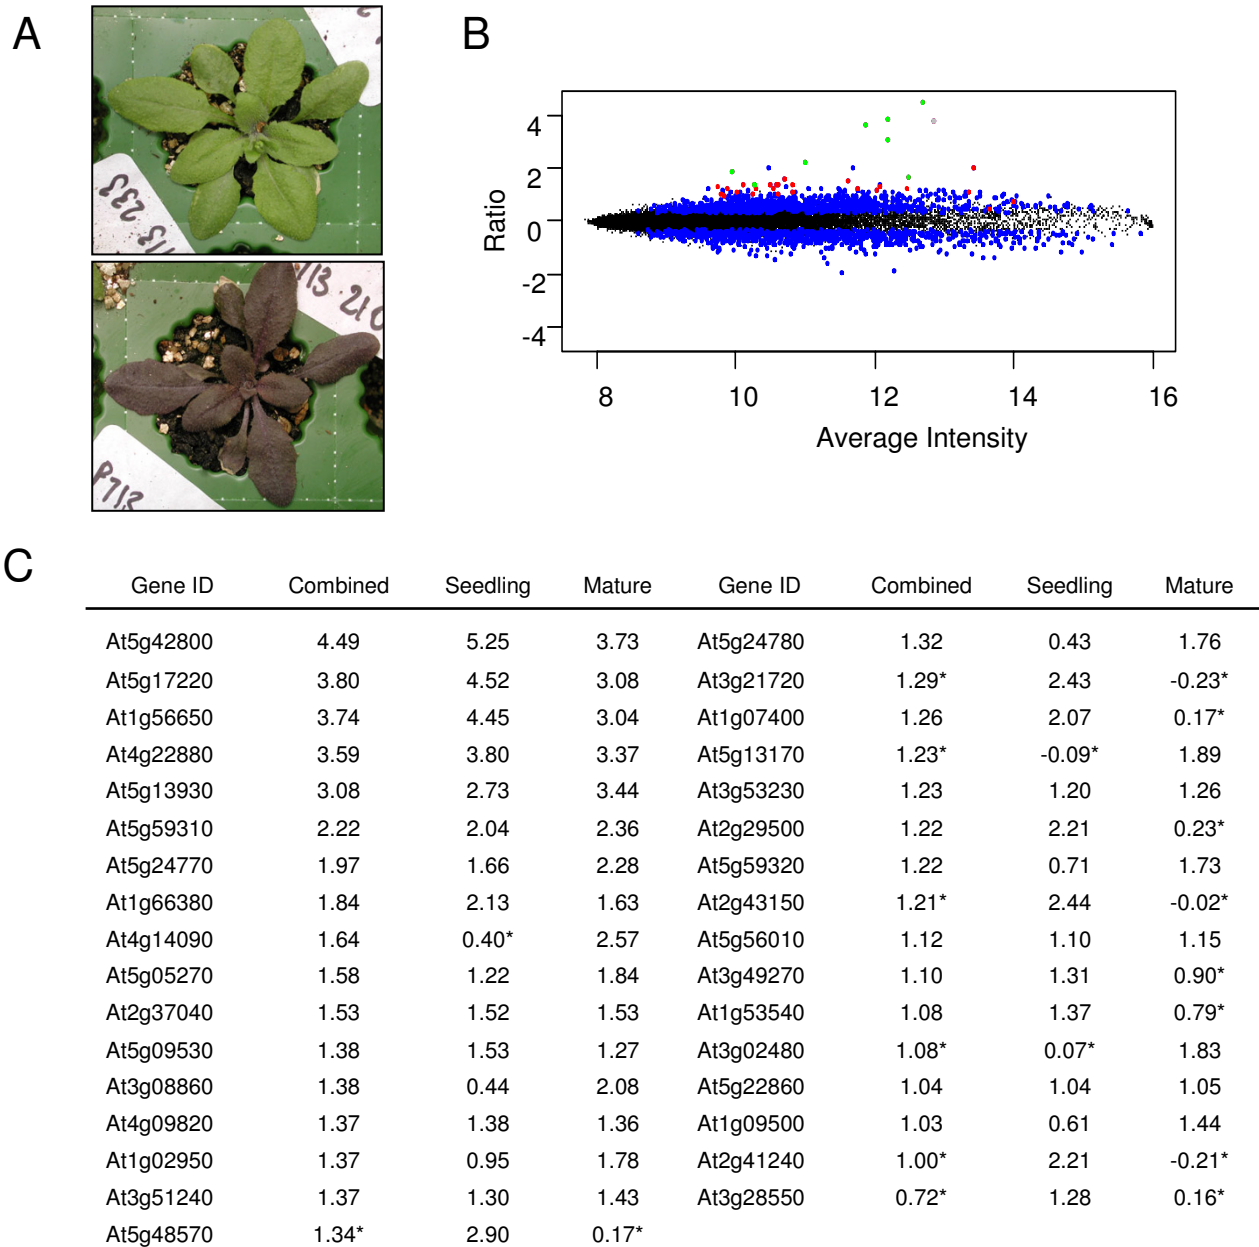 A
B
233
P713
4
2
0
-2
-4
Ratio
8 10 12 14 16
Average Intensity
C
Gene ID Combined Seedling Mature Gene ID Combined Seedling Mature
At5g42800 4.49 5.25 3.73 At5g24780 1.32 0.43 1.76
At5g17220 3.80 4.52 3.08 At3g21720 1.29* 2.43 -0.23*
At1g56650 3.74 4.45 3.04 At1g07400 1.26 2.07 0.17*
At4g22880 3.59 3.80 3.37 At5g13170 1.23* -0.09* 1.89
At5g13930 3.08 2.73 3.44 At3g53230 1.23 1.20 1.26
At5g59310 2.22 2.04 2.36 At2g29500 1.22 2.21 0.23*
At5g24770 1.97 1.66 2.28 At5g59320 1.22 0.71 1.73
At1g66380 1.84 2.13 1.63 At2g43150 1.21* 2.44 -0.02*
At4g14090 1.64 0.40* 2.57 At5g56010 1.12 1.10 1.15
At5g05270 1.58 1.22 1.84 At3g49270 1.10 1.31 0.90*
At2g37040 1.53 1.52 1.53 At1g53540 1.08 1.37 0.79*
At5g09530 1.38 1.53 1.27 At3g02480 1.08* 0.07* 1.83
At3g08860 1.38 0.44 2.08 At5g22860 1.04 1.04 1.05
At4g09820 1.37 1.38 1.36 At1g09500 1.03 0.61 1.44
At1g02950 1.37 0.95 1.78 At2g41240 1.00* 2.21 -0.21*
At3g51240 1.37 1.30 1.43 At3g28550 0.72* 1.28 0.16*
At5g48570 1.34* 2.90 0.17*